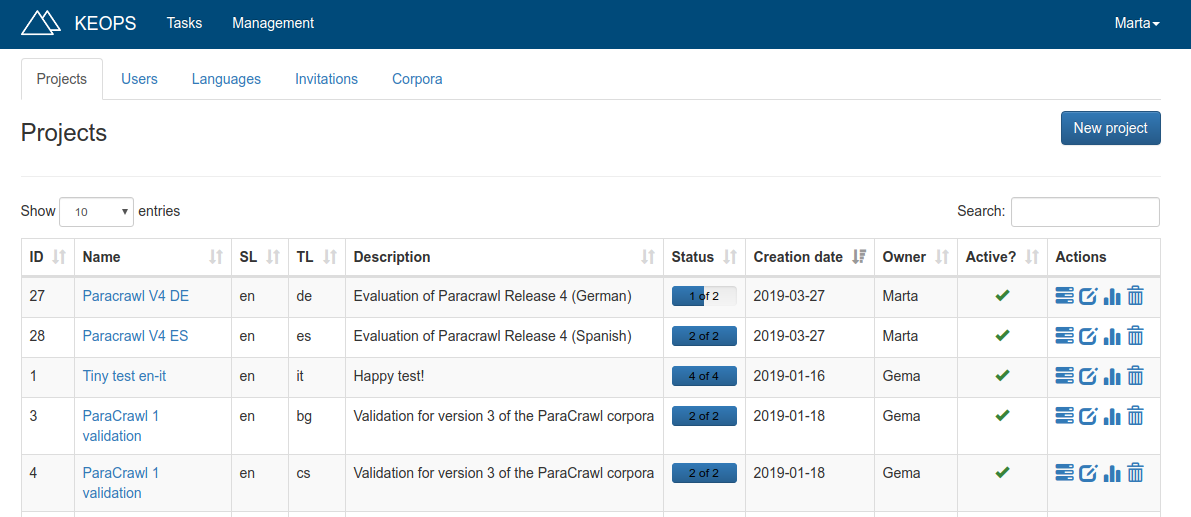 KEOPS Tasks Management Marta
Projects Users Languages Invitations Corpora
Projects
New project
Show 10 entries
Search:
ID Name SL TL Description Status Creation date Owner Active? Actions
27 Paracrawl V4 DE en de Evaluation of Paracrawl Release 4 (German) 1 of 2 2019-03-27 Marta
28 Paracrawl V4 ES en es Evaluation of Paracrawl Release 4 (Spanish) 2 of 2 2019-03-27 Marta
1 Tiny test en-it en it Happy test! 4 of 4 2019-01-16 Gema
3 ParaCrawl 1 en bg Validation for version 3 of the ParaCrawl corpora 2 of 2 2019-01-18 Gema
validation
4 ParaCrawl 1 en cs Validation for version 3 of the ParaCrawl corpora 2 of 2 2019-01-18 Gema
validation